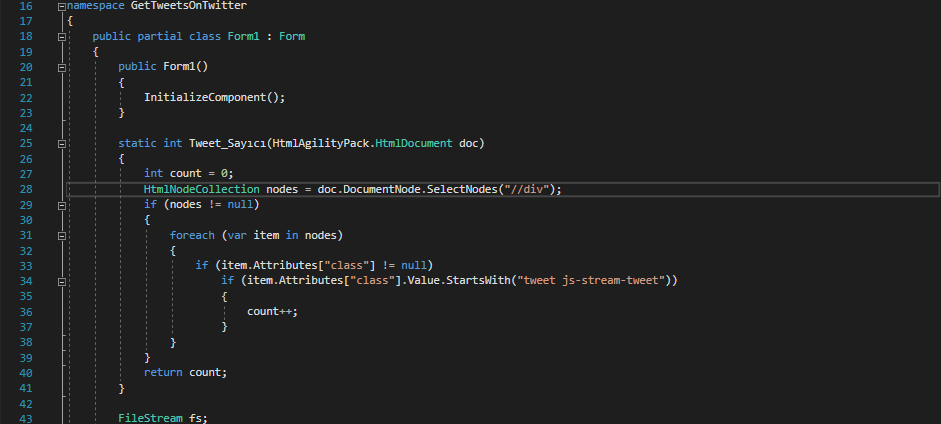 16 namespace GetTweetsOnTwitter
17 {
18 public partial class Form1 : Form
19 {
20 public Form1()
21 {
22 InitializeComponent();
23 }
24
25 static int Tweet_Sayıcı(HtmlAgilityPack.HtmlDocument doc)
26 {
27 int count = 0;
28 HtmlNodeCollection nodes = doc.DocumentNode.SelectNodes("//div");
29 if (nodes != null)
30 {
31 foreach (var item in nodes)
32 {
33 if (item.Attributes["class"] != null)
34 if (item.Attributes["class"].Value.StartsWith("tweet js-stream-tweet"))
35 {
36 count++;
37 }
38 }
39 }
40 return count;
41 }
42
43 FileStream fs;